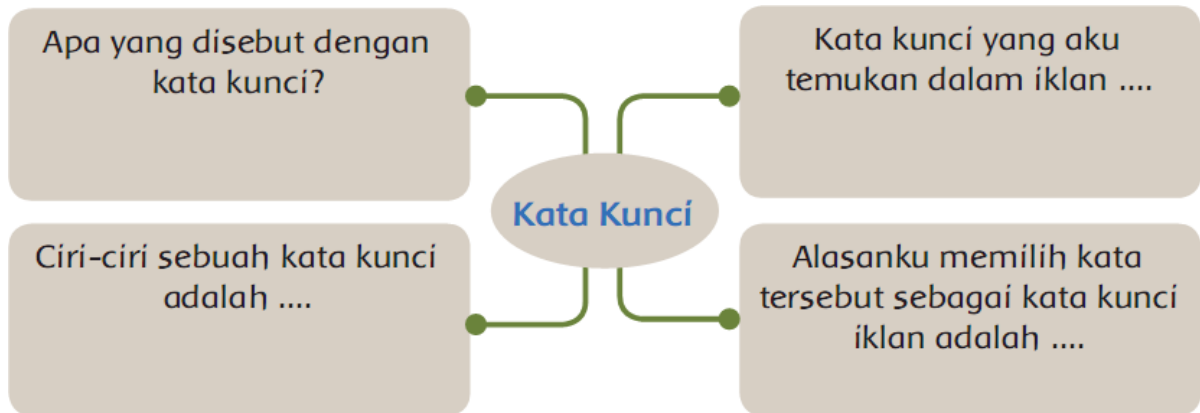 Apa yang disebut dengan
kata kunci?
Kata kunci yang aku
temukan dalam iklan ....
Kata Kunci
Ciri-ciri sebuah kata kunci
adalah ....
Alasanku memilih kata
tersebut sebagai kata kunci
iklan adalah ....